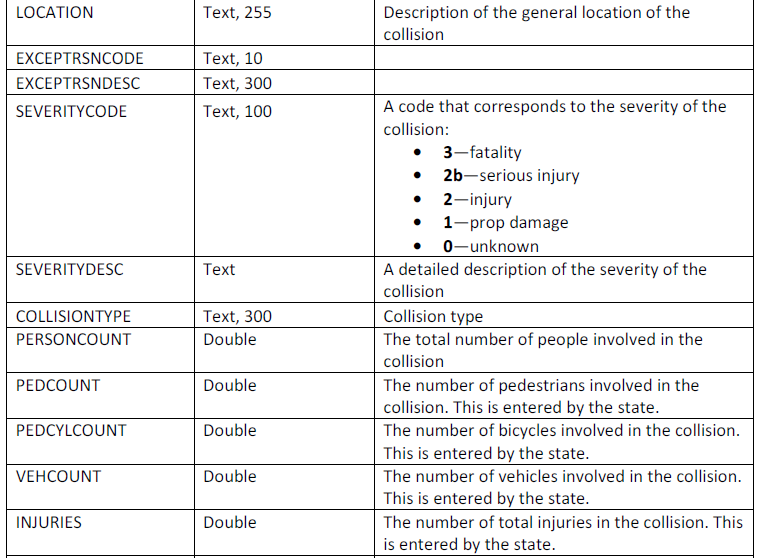 LOCATION Text, 255 Description of the general location of the
collision
EXCEPTRSNCODE Text, 10
EXCEPTRSNDESC Text, 300
SEVERITYCODE Text, 100 A code that corresponds to the severity of the
collision:
• 3—fatality
• 2b—serious injury
• 2—injury
• 1—prop damage
• 0—unknown
SEVERITYDESC Text A detailed description of the severity of the
collision
COLLISIONTYPE Text, 300 Collision type
PERSONCOUNT Double The total number of people involved in the
collision
PEDCOUNT Double The number of pedestrians involved in the
collision. This is entered by the state.
PEDCYLCOUNT Double The number of bicycles involved in the collision.
This is entered by the state.
VEHCOUNT Double The number of vehicles involved in the collision.
This is entered by the state.
INJURIES Double The number of total injuries in the collision. This
is entered by the state.